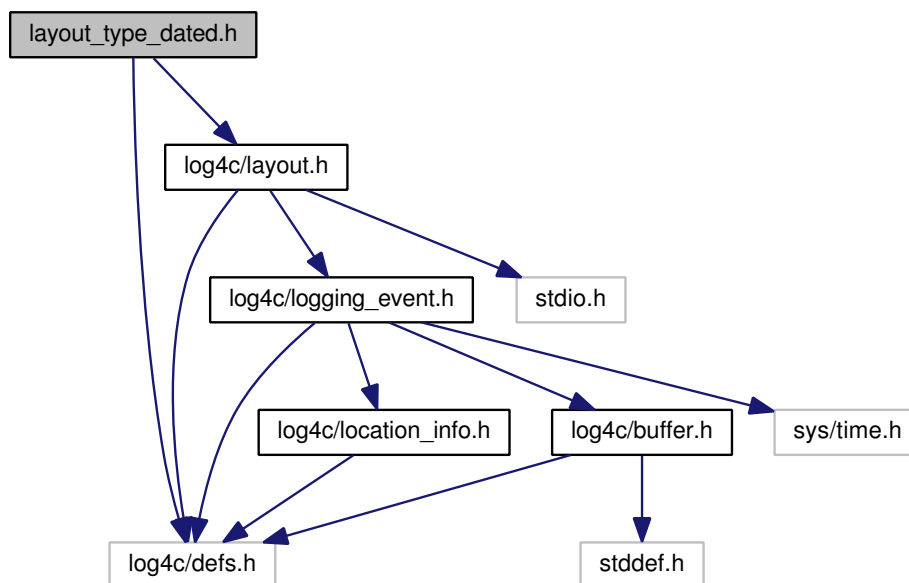 layout_type_dated.h
log4c/layout.h
log4c/logging_event.h
stdio.h
log4c/location_info.h
log4c/buffer.h
sys/time.h
log4c/defs.h
stddef.h